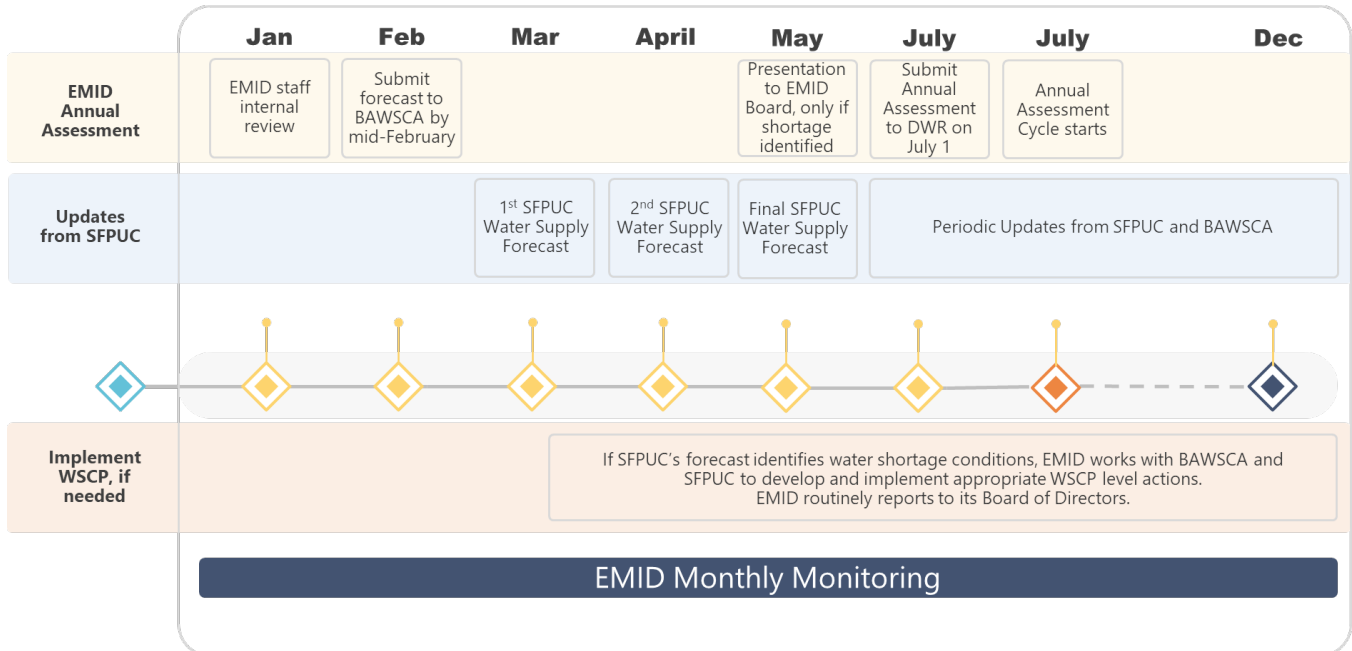 Jan Feb Mar April May July July Dec
EMID
Annual
Assessment
EMID staff
internal
review
Submit
forecast to
BAWSCA by
mid-February
Presentation
to EMID
Board, only if
shortage
identified
Submit
Annual
Assessment
to DWR on
July 1
Annual
Assessment
Cycle starts
Updates
from SFPUC
1st SFPUC
Water Supply
Forecast
2nd SFPUC
Water Supply
Forecast
Final SFPUC
Water Supply
Forecast
Periodic Updates from SFPUC and BAWSCA
Implement
WSCP, if
needed
If SFPUC's forecast identifies water shortage conditions, EMID works with BAWSCA and
SFPUC to develop and implement appropriate WSCP level actions.
EMID routinely reports to its Board of Directors.
EMID Monthly Monitoring